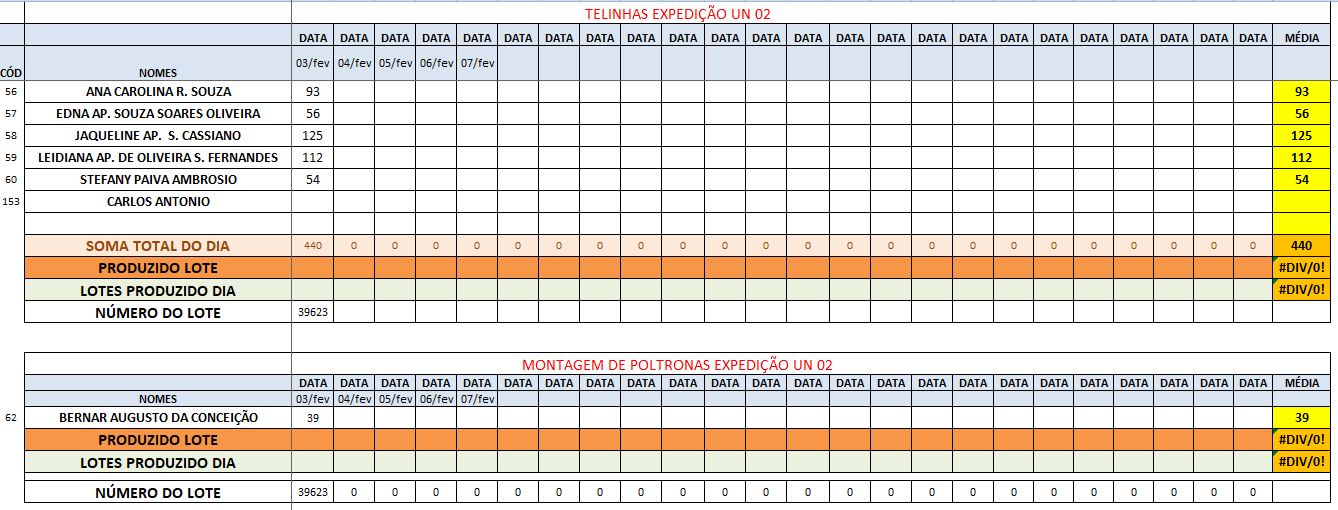 TELINHAS EXPEDIÇÃO UN 02
DATA DATA DATA DATA DATA DATA DATA DATA DATA DATA DATA DATA DATA DATA DATA DATA DATA DATA DATA DATA DATA DATA DATA DATA MÉDIA
CÓD NOMES 03/fev 04/fev 05/fev 06/fev 07/fev
56 ANA CAROLINA R. SOUZA 93 93
57 EDNA AP. SOUZA SOARES OLIVEIRA 56 56
58 JAQUELINE AP. S. CASSIANO 125 125
59 LEIDIANA AP. DE OLIVEIRA S. FERNANDES 112 112
60 STEFANY PAIVA AMBROSIO 54 54
153 CARLOS ANTONIO
SOMA TOTAL DO DIA 440 0 0 0 0 0 0 0 0 0 0 0 0 0 0 0 0 0 0 0 0 0 0 0 440
PRODUZIDO LOTE #DIV/0!
LOTES PRODUZIDO DIA #DIV/0!
NÚMERO DO LOTE 39623
MONTAGEM DE POLTRONAS EXPEDIÇÃO UN 02
DATA DATA DATA DATA DATA DATA DATA DATA DATA DATA DATA DATA DATA DATA DATA DATA DATA DATA DATA DATA DATA DATA DATA DATA MÉDIA
NOMES 03/fev 04/fev 05/fev 06/fev 07/fev
62 BERNAR AUGUSTO DA CONCEIÇÃO 39 39
PRODUZIDO LOTE #DIV/0!
LOTES PRODUZIDO DIA #DIV/0!
NÚMERO DO LOTE 39623 0 0 0 0 0 0 0 0 0 0 0 0 0 0 0 0 0 0 0 0 0 0 0